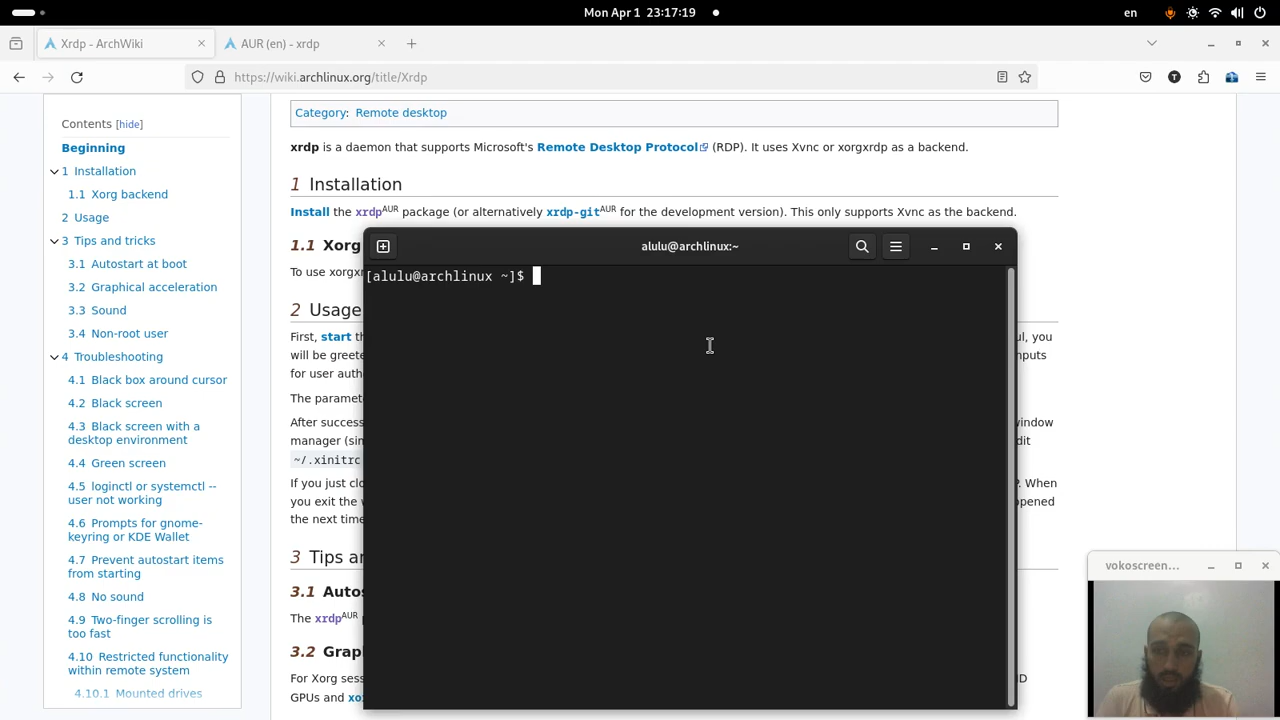 Mon Apr 1 23:17:19
en
Xrdp - ArchWiki
AUR (en) - xrdp
https://wiki.archlinux.org/title/Xrdp
Contents [hide]
Beginning
1 Installation
1.1 Xorg backend
2 Usage
3 Tips and tricks
3.1 Autostart at boot
3.2 Graphical acceleration
3.3 Sound
3.4 Non-root user
4 Troubleshooting
4.1 Black box around cursor
4.2 Black screen
4.3 Black screen with a
desktop environment
4.4 Green screen
4.5 loginctl or systemctl --
user not working
4.6 Prompts for gnome-
keyring or KDE Wallet
4.7 Prevent autostart items
from starting
4.8 No sound
4.9 Two-finger scrolling is
too fast
4.10 Restricted functionality
within remote system
4.10.1 Mounted drives
Category: Remote desktop
xrdp is a daemon that supports Microsoft's Remote Desktop Protocol (RDP). It uses Xvnc or xorgxrdp as a backend.
1 Installation
Install the xrdpAUR package (or alternatively xrdp-gitAUR for the development version). This only supports Xvnc as the backend.
1.1 Xorg
To use xorgx
2 Usage
First, start th
ul, you
will be greete
nputs
for user auth
The paramet
After success
window
manager (sin
dit
~/.xinitrc
If you just clo
P. When
you exit the w
opened
the next time
3 Tips an
3.1 Autos
The xrdpAUR p
3.2 Grap
For Xorg sess
D
GPUs and xo
alulu@archlinux:~
[alulu@archlinux ~]$
vokoscreen...